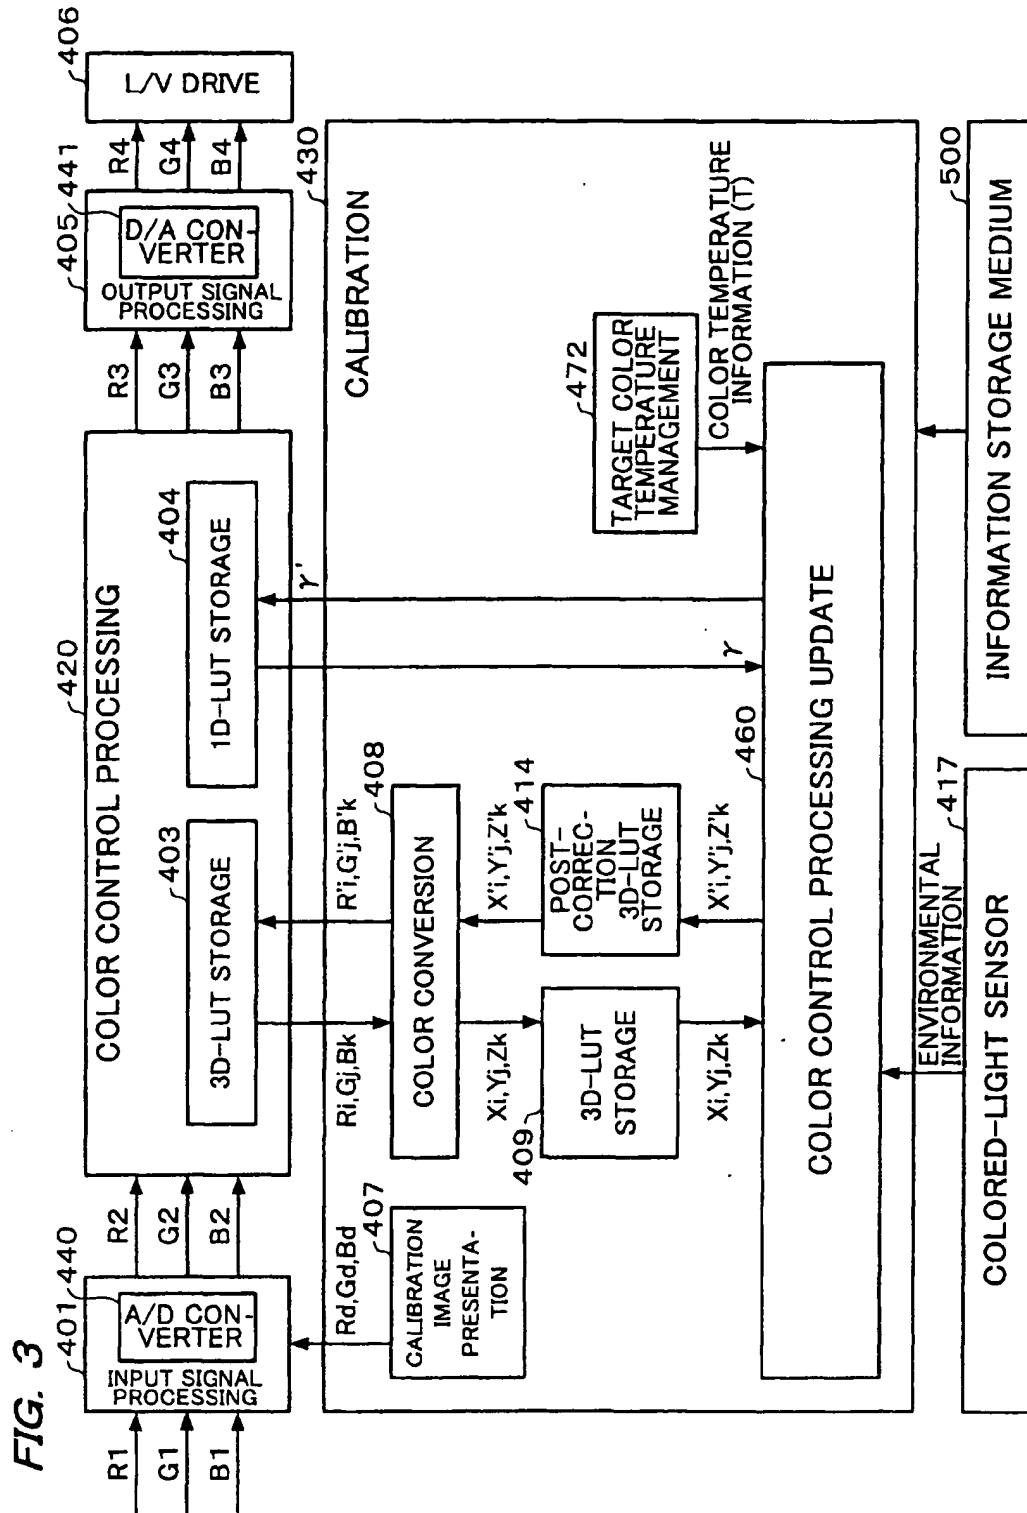 FIG. 3
R1
G1
B1
401
440
A/D CON-
VERTER
INPUT SIGNAL
PROCESSING
R2
G2
B2
420
COLOR CONTROL PROCESSING
403
3D-LUT STORAGE
404
1D-LUT STORAGE
R3
G3
B3
405
441
D/A CON-
VERTER
OUTPUT SIGNAL
PROCESSING
R4
G4
B4
406
L/V DRIVE
430
CALIBRATION
Rd,Gd,Bd
407
CALIBRATION
IMAGE
PRESENTA-
TION
Ri,Gj,Bk
R"i,G"j,B"k
408
COLOR CONVERSION
Xi,Yj,Zk
X"i,Y"j,Z"k
409
3D-LUT
STORAGE
414
POST-
CORREC-
TION
3D-LUT
STORAGE
Xi,Yj,Zk
X"i,Y"j,Z"k
γ
γ'
472
TARGET COLOR
TEMPERATURE
MANAGEMENT
COLOR TEMPERATURE
INFORMATION (T)
460
COLOR CONTROL PROCESSING UPDATE
ENVIRONMENTAL
INFORMATION
417
COLORED-LIGHT SENSOR
500
INFORMATION STORAGE MEDIUM